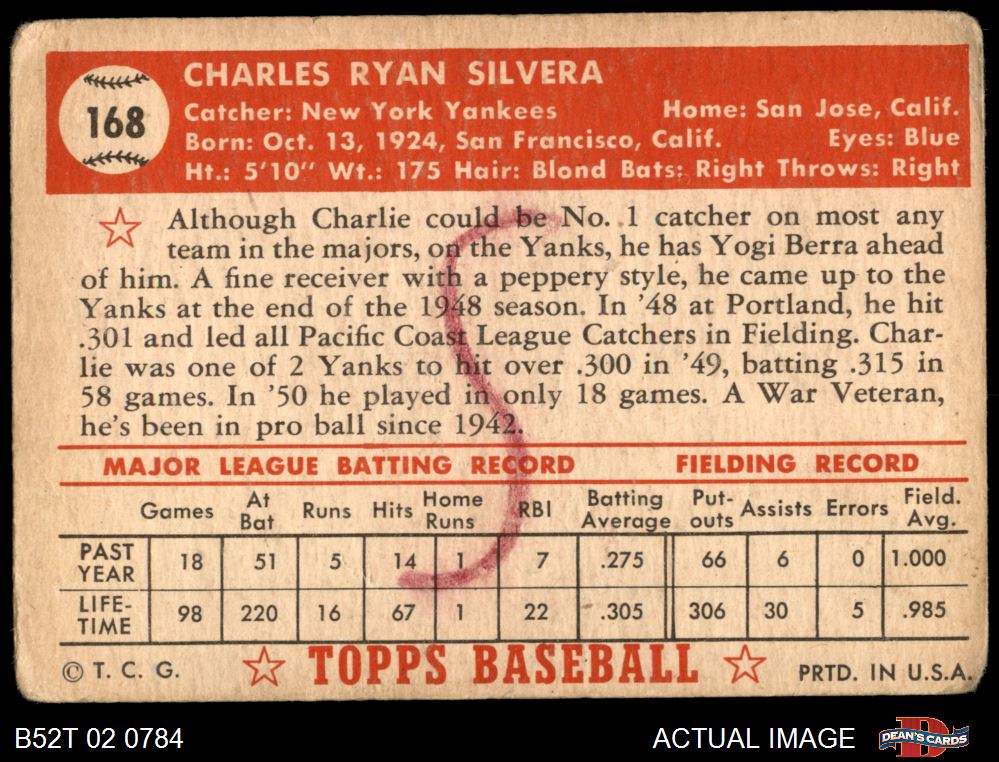 168
CHARLES RYAN SILVERA
Catcher: New York Yankees Home: San Jose, Calif.
Born: Oct. 13, 1924, San Francisco, Calif. Eyes: Blue
Ht.: 5'10" Wt.: 175 Hair: Blond Bats: Right Throws: Right
Although Charlie could be No. 1 catcher on most any
team in the majors, on the Yanks, he has Yogi Berra ahead
of him. A fine receiver with a peppery style, he came up to the
Yanks at the end of the 1948 season. In '48 at Portland, he hit
.301 and led all Pacific Coast League Catchers in Fielding. Char-
lie was one of 2 Yanks to hit over .300 in '49, batting .315 in
58 games. In '50 he played in only 18 games. A War Veteran,
he's been in pro ball since 1942.
MAJOR LEAGUE BATTING RECORD FIELDING RECORD
Games At Bat Runs Hits Home Runs RBI Batting Average Put-outs Assists Errors Field. Avg.
PAST YEAR 18 51 5 14 1 7 .275 66 6 0 1.000
LIFE-TIME 98 220 16 67 1 22 .305 306 30 5 .985
© T. C. G. TOPPS BASEBALL PRTD. IN U.S.A.
B52T 02 0784 ACTUAL IMAGE DEAN'S CARDS